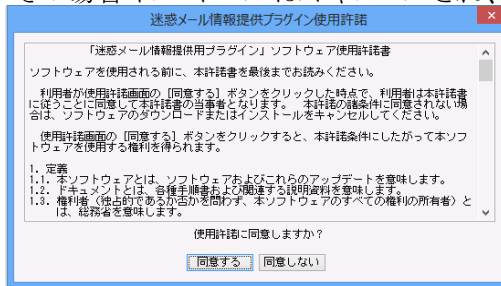 迷惑メール情報提供プラグイン使用許諾
「迷惑メール情報提供用プラグイン」ソフトウェア使用許諾書
ソフトウェアを使用される前に、本許諾書を最後までお読みください。
利用者が使用許諾画面の［同意する］ボタンをクリックした時点で、利用者は本許諾書
に従うことに同意して本許諾書の当事者となります。 本許諾の諸条件に同意されない場
合は、ソフトウェアのダウンロードまたはインストールをキャンセルしてください。
使用許諾画面の［同意する］ボタンをクリックすると、本許諾条件にしたがって本ソフ
トウェアを使用する権利を得られます。
1. 定義
1.1. 本ソフトウェアとは、ソフトウェアおよびこれらのアップデートを意味します。
1.2. ドキュメントとは、各種手順書および関連する説明資料を意味します。
1.3. 権利者（独占的であるか否かを問わず、本ソフトウェアのすべての権利の所有者）と
は、総務省を意味します。
使用許諾に同意しますか？
同意する 同意しない